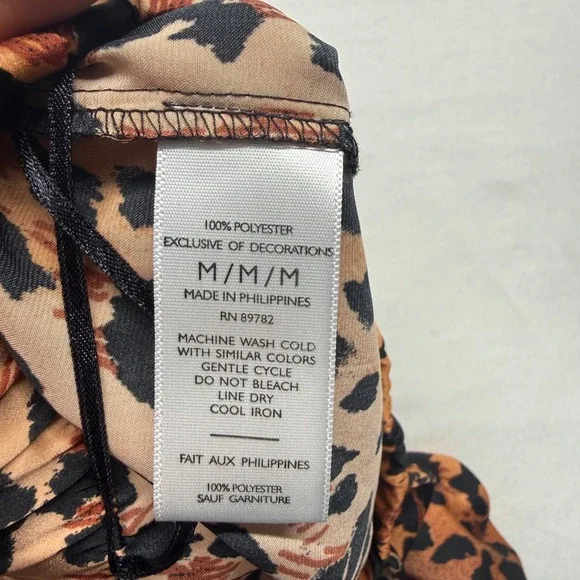 100% POLYESTER
EXCLUSIVE OF DECORATIONS
M/M/M
MADE IN PHILIPPINES
RN 89782
MACHINE WASH COLD
WITH SIMILAR COLORS
GENTLE CYCLE
DO NOT BLEACH
LINE DRY
COOL IRON
FAIT AUX PHILIPPINES
100% POLYESTER
SAUF GARNITURE